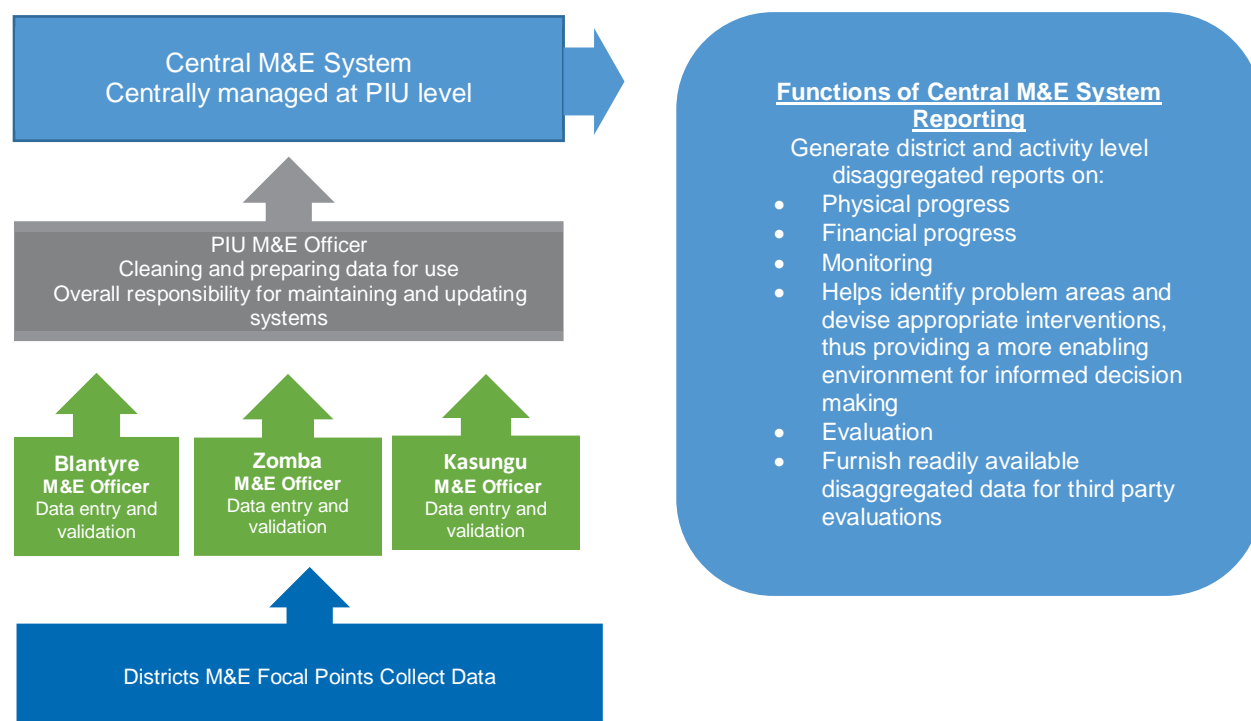 Central M&E System
Centrally managed at PIU level
PIU M&E Officer
Cleaning and preparing data for use
Overall responsibility for maintaining and updating
systems
Blantyre
M&E Officer
Data entry and
validation
Zomba
M&E Officer
Data entry and
validation
Kasungu
M&E Officer
Data entry and
validation
Districts M&E Focal Points Collect Data
Functions of Central M&E System
Reporting
Generate district and activity level
disaggregated reports on:
• Physical progress
• Financial progress
• Monitoring
• Helps identify problem areas and
devise appropriate interventions,
thus providing a more enabling
environment for informed decision
making
• Evaluation
• Furnish readily available
disaggregated data for third party
evaluations